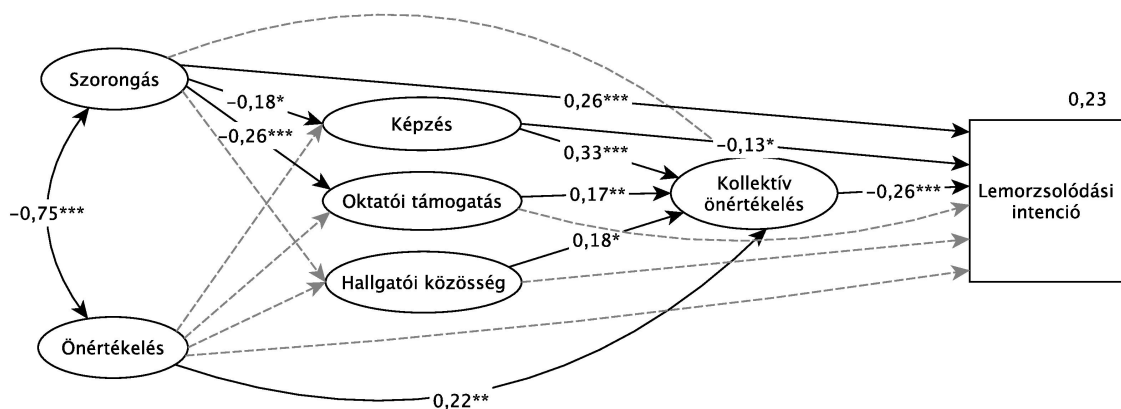 Szorongás
0,23
0,26***
−0,18*
Képzés
−0,26***
−0,13*
0,33***
Kollektív
önértékelés
Oktatói támogatás
0,17**
−0,26***
Lemorzsolódási
intenció
−0,75***
0,18*
Hallgatói közösség
Önértékelés
0,22**